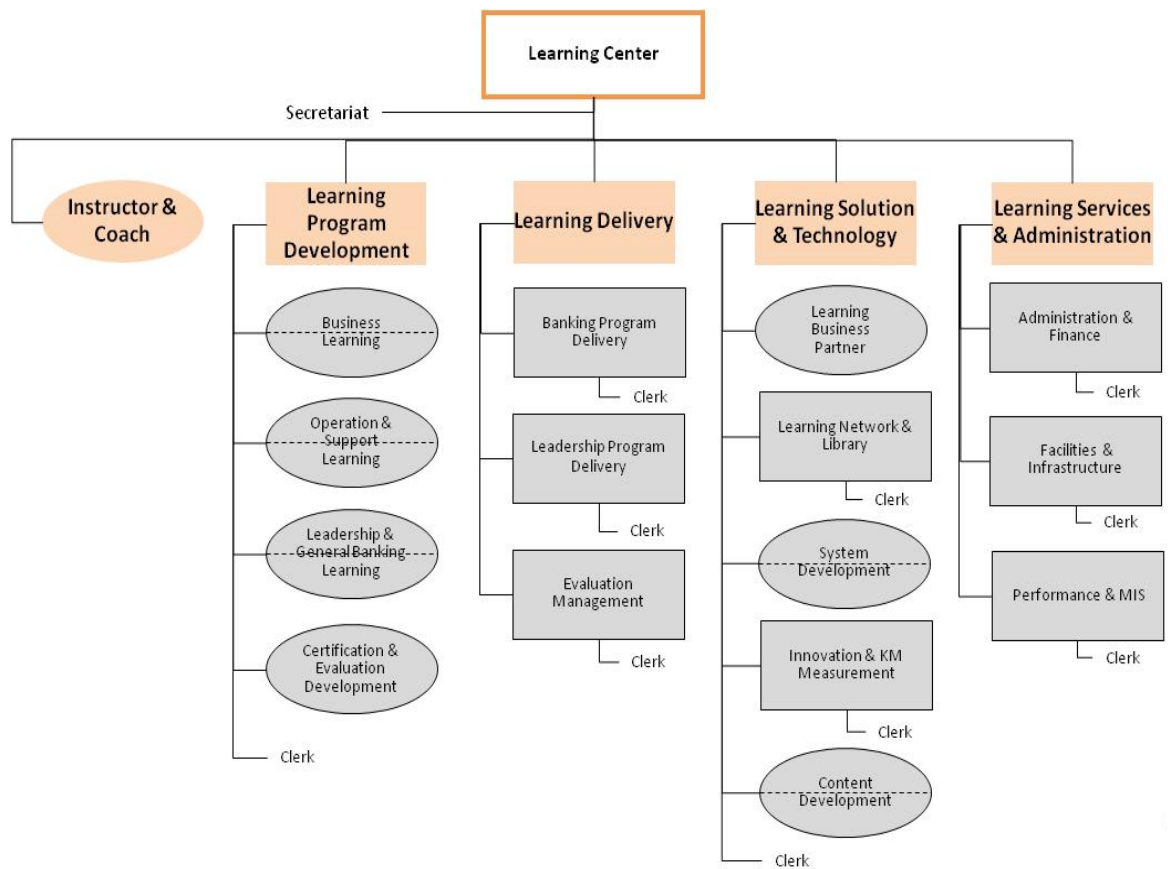 Learning Center
Secretariat
Instructor &
Coach
Learning
Program
Development
Business
Learning
Operation &
Support
Learning
Leadership &
General Banking
Learning
Certification &
Evaluation
Development
Clerk
Learning Delivery
Banking Program
Delivery
Clerk
Leadership Program
Delivery
Clerk
Evaluation
Management
Clerk
Learning Solution
& Technology
Learning
Business
Partner
Learning Network &
Library
Clerk
System
Development
Innovation & KM
Measurement
Clerk
Content
Development
Clerk
Learning Services
& Administration
Administration &
Finance
Clerk
Facilities &
Infrastructure
Clerk
Performance & MIS
Clerk